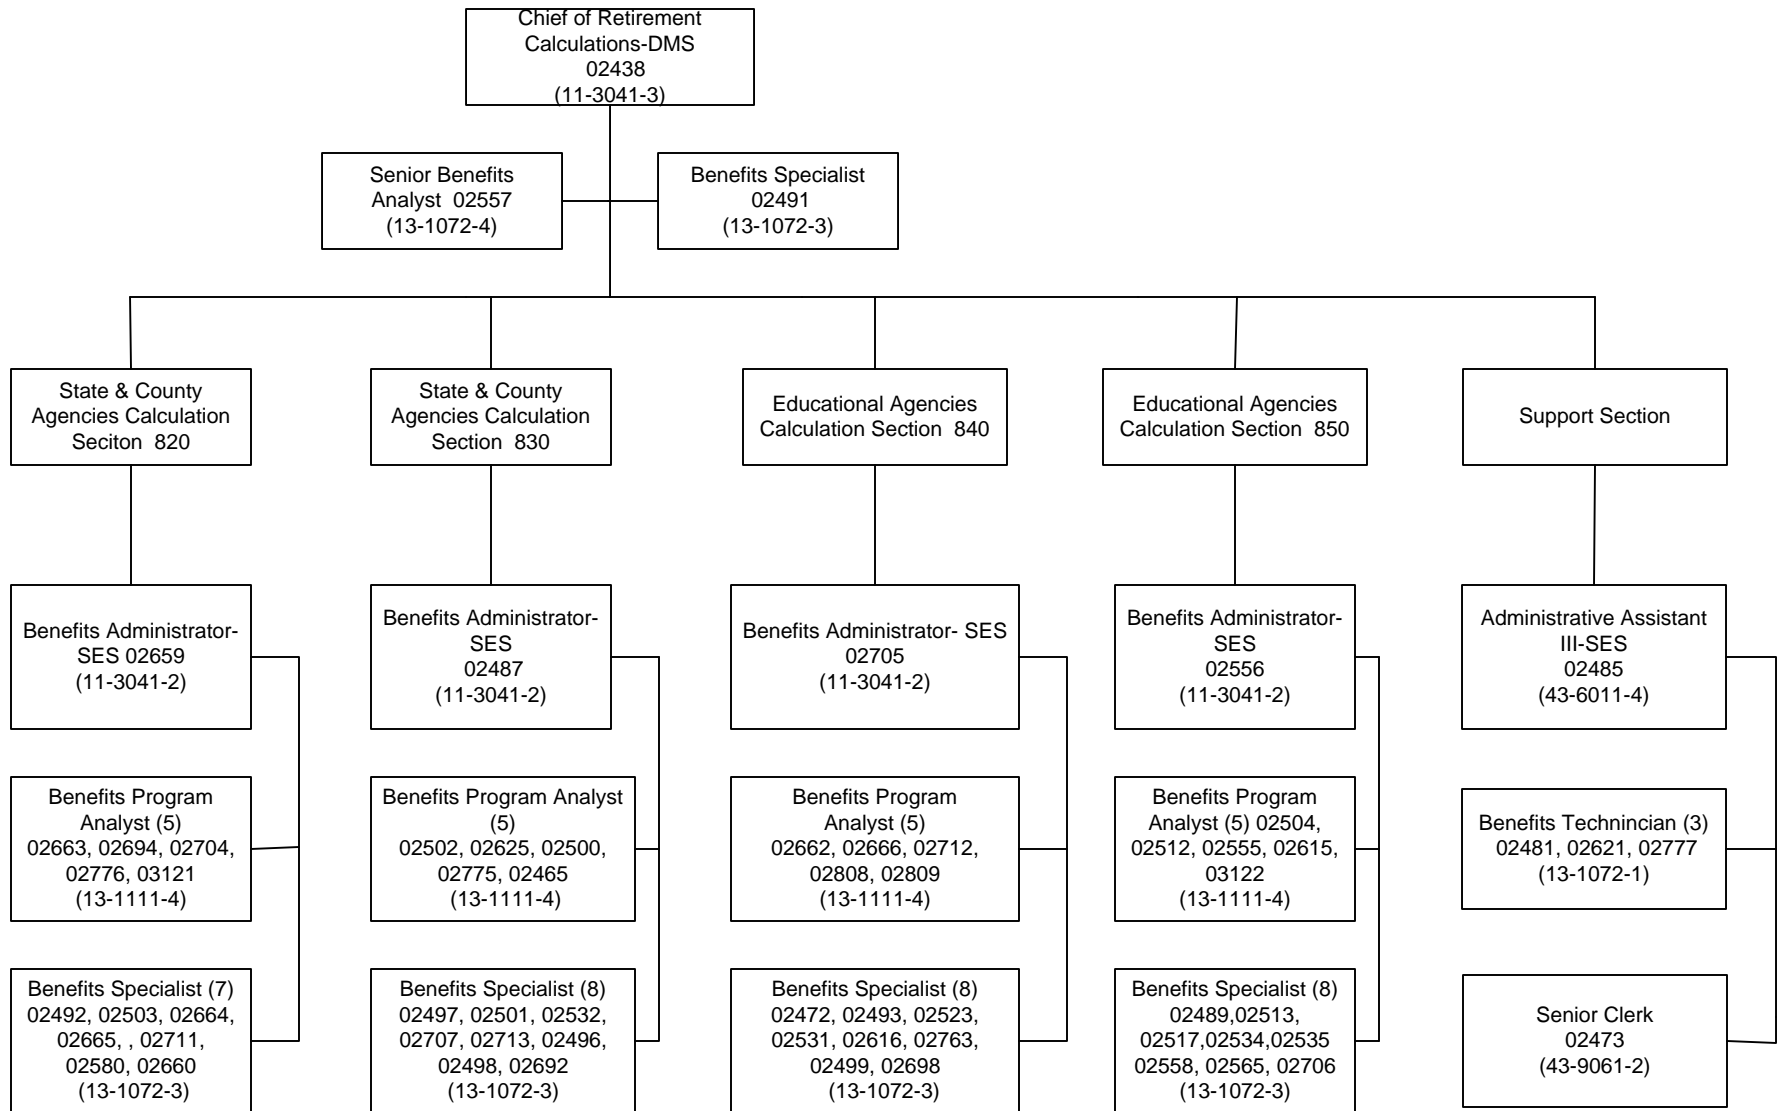 Chief of Retirement
Calculations-DMS
02438
(11-3041-3)
Senior Benefits
Analyst  02557
(13-1072-4)
Benefits Specialist
02491
(13-1072-3)
State & County
Agencies Calculation
Seciton  820
State & County
Agencies Calculation
Section  830
Educational Agencies
Calculation Section  840
Educational Agencies
Calculation Section  850
Support Section
Benefits Administrator-
SES 02659
(11-3041-2)
Benefits Administrator-
SES
02487
(11-3041-2)
Benefits Administrator- SES
02705
(11-3041-2)
Benefits Administrator-
SES
02556
(11-3041-2)
Administrative Assistant
III-SES
02485
(43-6011-4)
Benefits Program
Analyst (5)
02663, 02694, 02704,
02776, 03121
(13-1111-4)
Benefits Program Analyst
(5)
02502, 02625, 02500,
02775, 02465
(13-1111-4)
Benefits Program
Analyst (5)
02662, 02666, 02712,
02808, 02809
(13-1111-4)
Benefits Program
Analyst (5) 02504,
02512, 02555, 02615,
03122
(13-1111-4)
Benefits Technincian (3)
02481, 02621, 02777
(13-1072-1)
Benefits Specialist (7)
02492, 02503, 02664,
02665, , 02711,
02580, 02660
(13-1072-3)
Benefits Specialist (8)
02497, 02501, 02532,
02707, 02713, 02496,
02498, 02692
(13-1072-3)
Benefits Specialist (8)
02472, 02493, 02523,
02531, 02616, 02763,
02499, 02698
(13-1072-3)
Benefits Specialist (8)
02489,02513,
02517,02534,02535
02558, 02565, 02706
(13-1072-3)
Senior Clerk
02473
(43-9061-2)